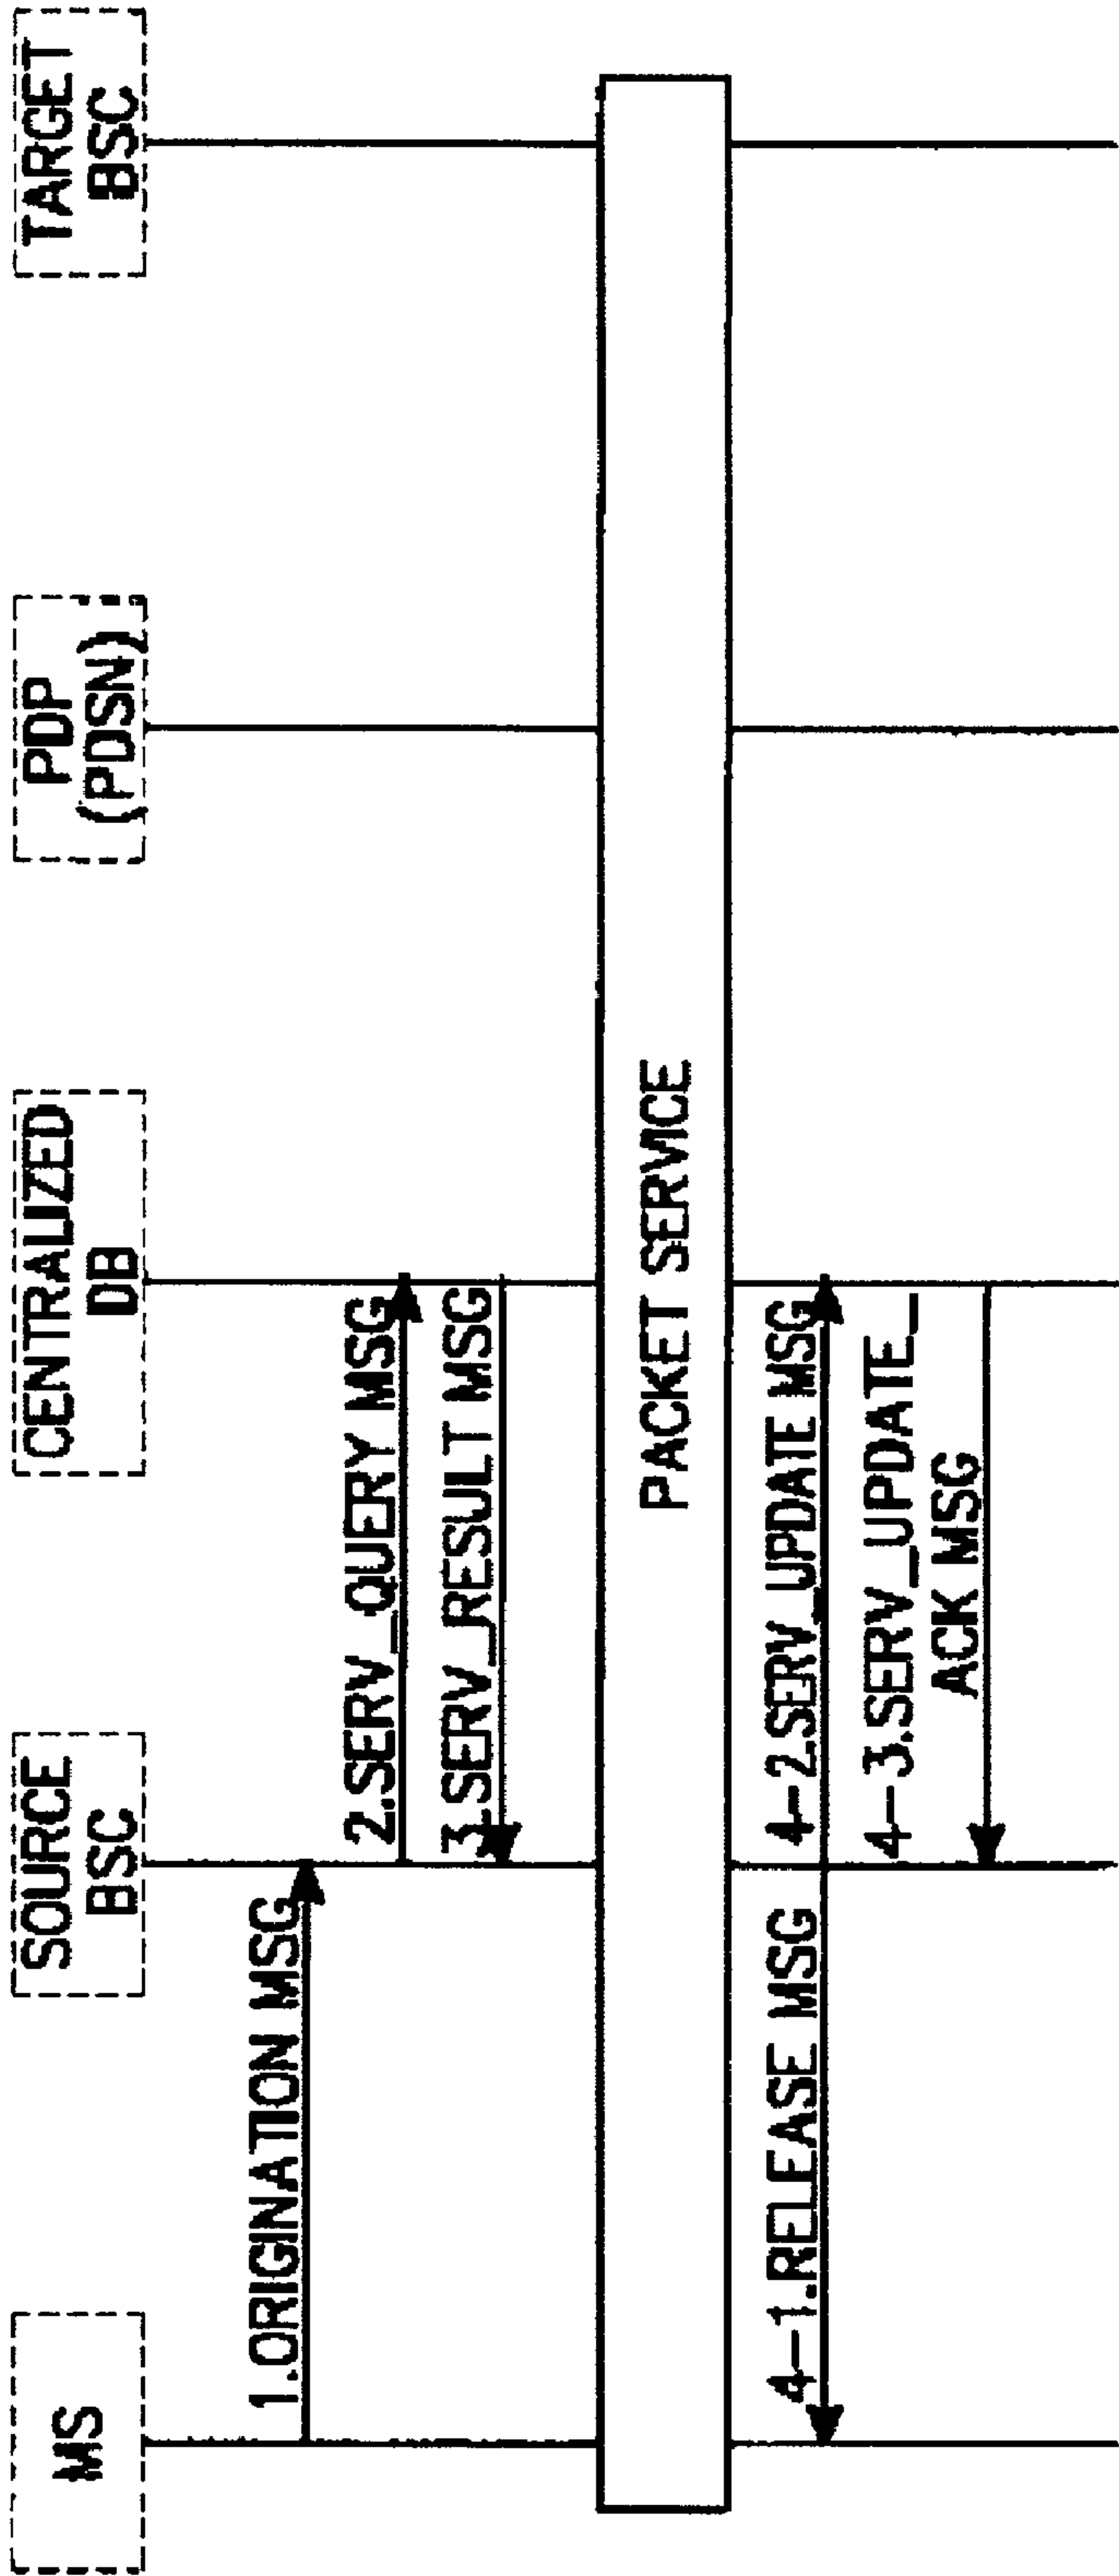 MS
SOURCE
BSC
CENTRALIZED
DB
PDP
(PDSN)
TARGET
BSC
1.ORIGINATION MSG
2.SERV_QUERY MSG
3.SERV_RESULT MSG
PACKET SERVICE
4-1.RELEASE MSG
4-2.SERV_UPDATE MSG
4-3.SERV_UPDATE_
ACK MSG